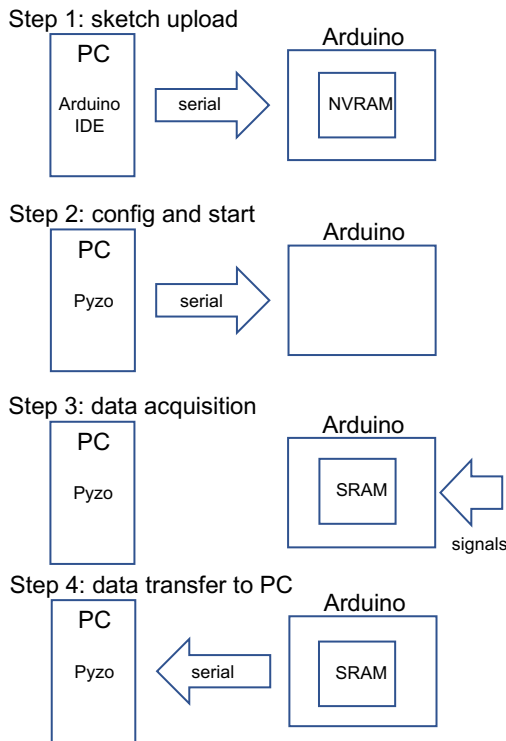 Step 1: sketch upload
PC
Arduino
Arduino
IDE
serial
NVRAM
Step 2: config and start
PC
Arduino
Pyzo
serial
Step 3: data acquisition
PC
Arduino
Pyzo
SRAM
signals
Step 4: data transfer to PC
PC
Arduino
Pyzo
serial
SRAM